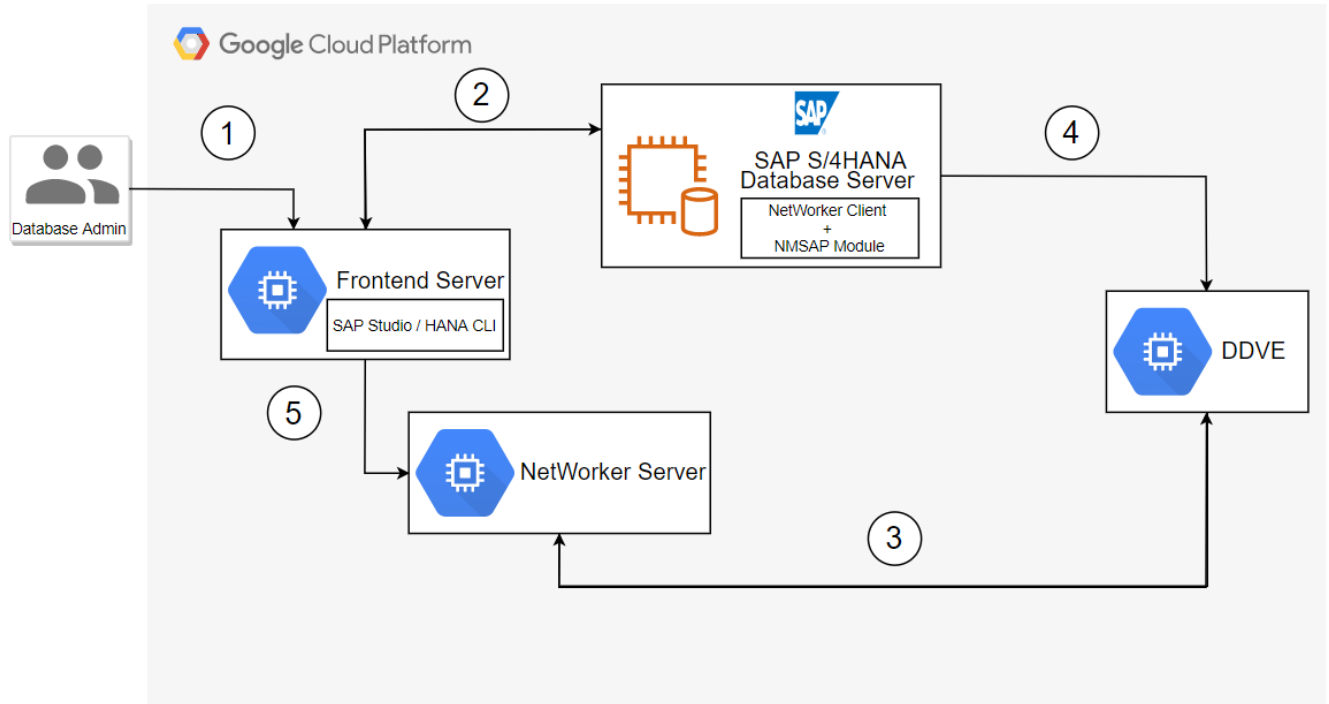 Google Cloud Platform
1
2
4
SAP
SAP S/4HANA
Database Server
NetWorker Client
+
NMSAP Module
Database Admin
Frontend Server
SAP Studio / HANA CLI
DDVE
5
NetWorker Server
3